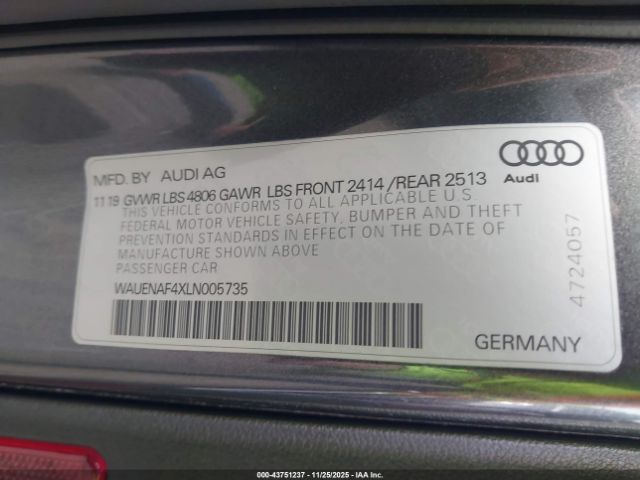 MFD. BY AUDI AG
11 19 GVWR LBS 4806 GAWR LBS FRONT 2414 /REAR 2513
THIS VEHICLE CONFORMS TO ALL APPLICABLE U.S.
FEDERAL MOTOR VEHICLE SAFETY, BUMPER AND THEFT
PREVENTION STANDARDS IN EFFECT ON THE DATE OF
MANUFACTURE SHOWN ABOVE
PASSENGER CAR
WAUENAF4XLN005735
GERMANY
Audi
4724057
000-43751237 - 11/25/2025 - IAAI.COM